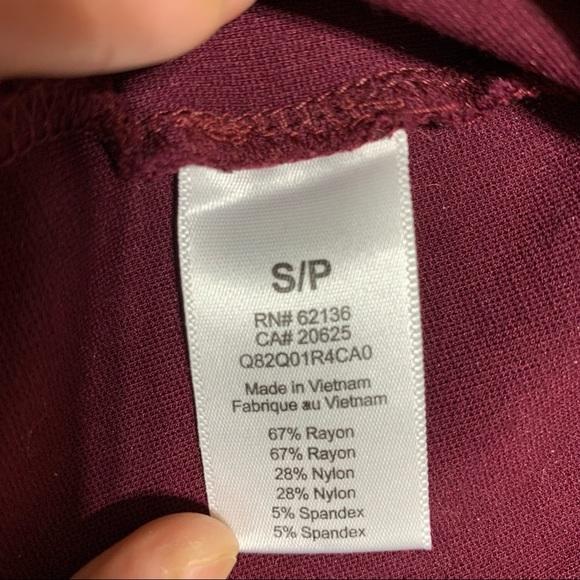 S/P
RN# 62136
CA# 20625
Q82Q01R4CA0
Made in Vietnam
Fabrique au Vietnam
67% Rayon
67% Rayon
28% Nylon
28% Nylon
5% Spandex
5% Spandex